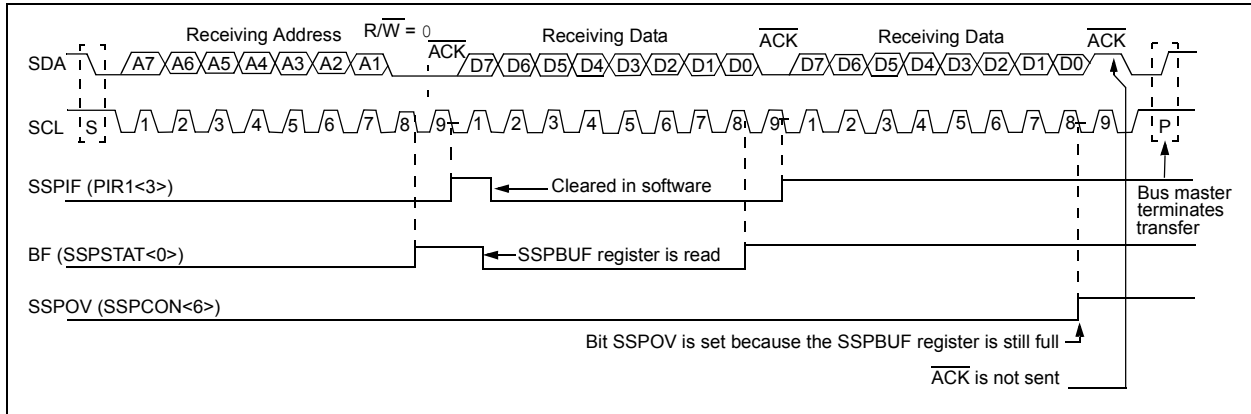 Receiving Address R/W = 0 ACK Receiving Data ACK Receiving Data ACK
SDA A7 A6 A5 A4 A3 A2 A1 D7 D6 D5 D4 D3 D2 D1 D0 D7 D6 D5 D4 D3 D2 D1 D0
SCL S 1 2 3 4 5 6 7 8 9 1 2 3 4 5 6 7 8 9 1 2 3 4 5 6 7 8 9 P
SSPIF (PIR1<3>) Cleared in software
Bus master
terminates
transfer
BF (SSPSTAT<0>) SSPBUF register is read
SSPOV (SSPCON<6>)
Bit SSPOV is set because the SSPBUF register is still full
ACK is not sent